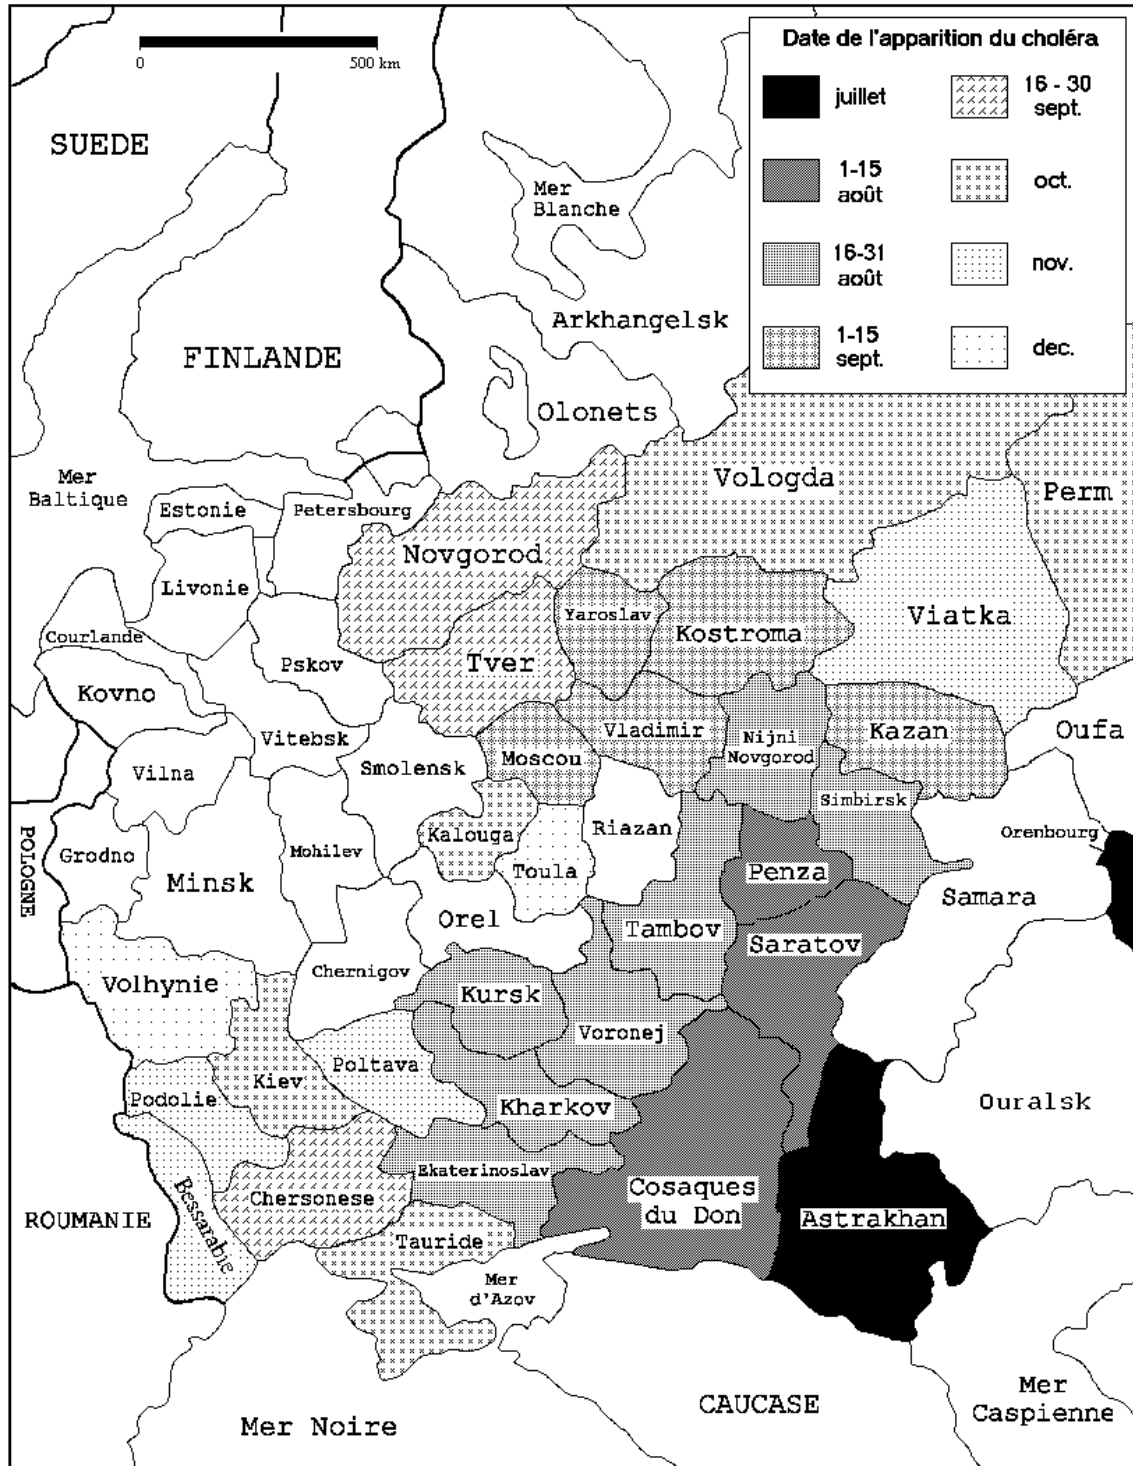 Date de l'apparition du choléra
juillet
16 - 30
sept.
1-15
août
oct.
16-31
août
nov.
1-15
sept.
dec.
0
500 km
SUEDE
Mer
Blanche
Arkhangelsk
FINLANDE
Olonets
Mer
Baltique
Vologda
Perm
Estonie
Petersbourg
Novgorod
Livonie
Yaroslav
Kostroma
Viatka
Courlande
Pskov
Tver
Kovno
Vitebsk
Vladimir
Nijni
Novgorod
Kazan
Oufa
Vilna
Smolensk
Moscou
Simbirsk
POLOGNE
Grodno
Mohilev
Kalouga
Riazan
Orenbourg
Minsk
Toula
Penza
Samara
Orel
Tambov
Saratov
Volhynie
Chernigov
Kursk
Voronej
Poltava
Kiev
Podolie
Kharkov
Ouralsk
Ekaterinoslav
Bessarabie
Chersonese
Cosaques
du Don
Astrakhan
ROUMANIE
Tauride
Mer
d'Azov
Mer Noire
CAUCASE
Mer
Caspienne